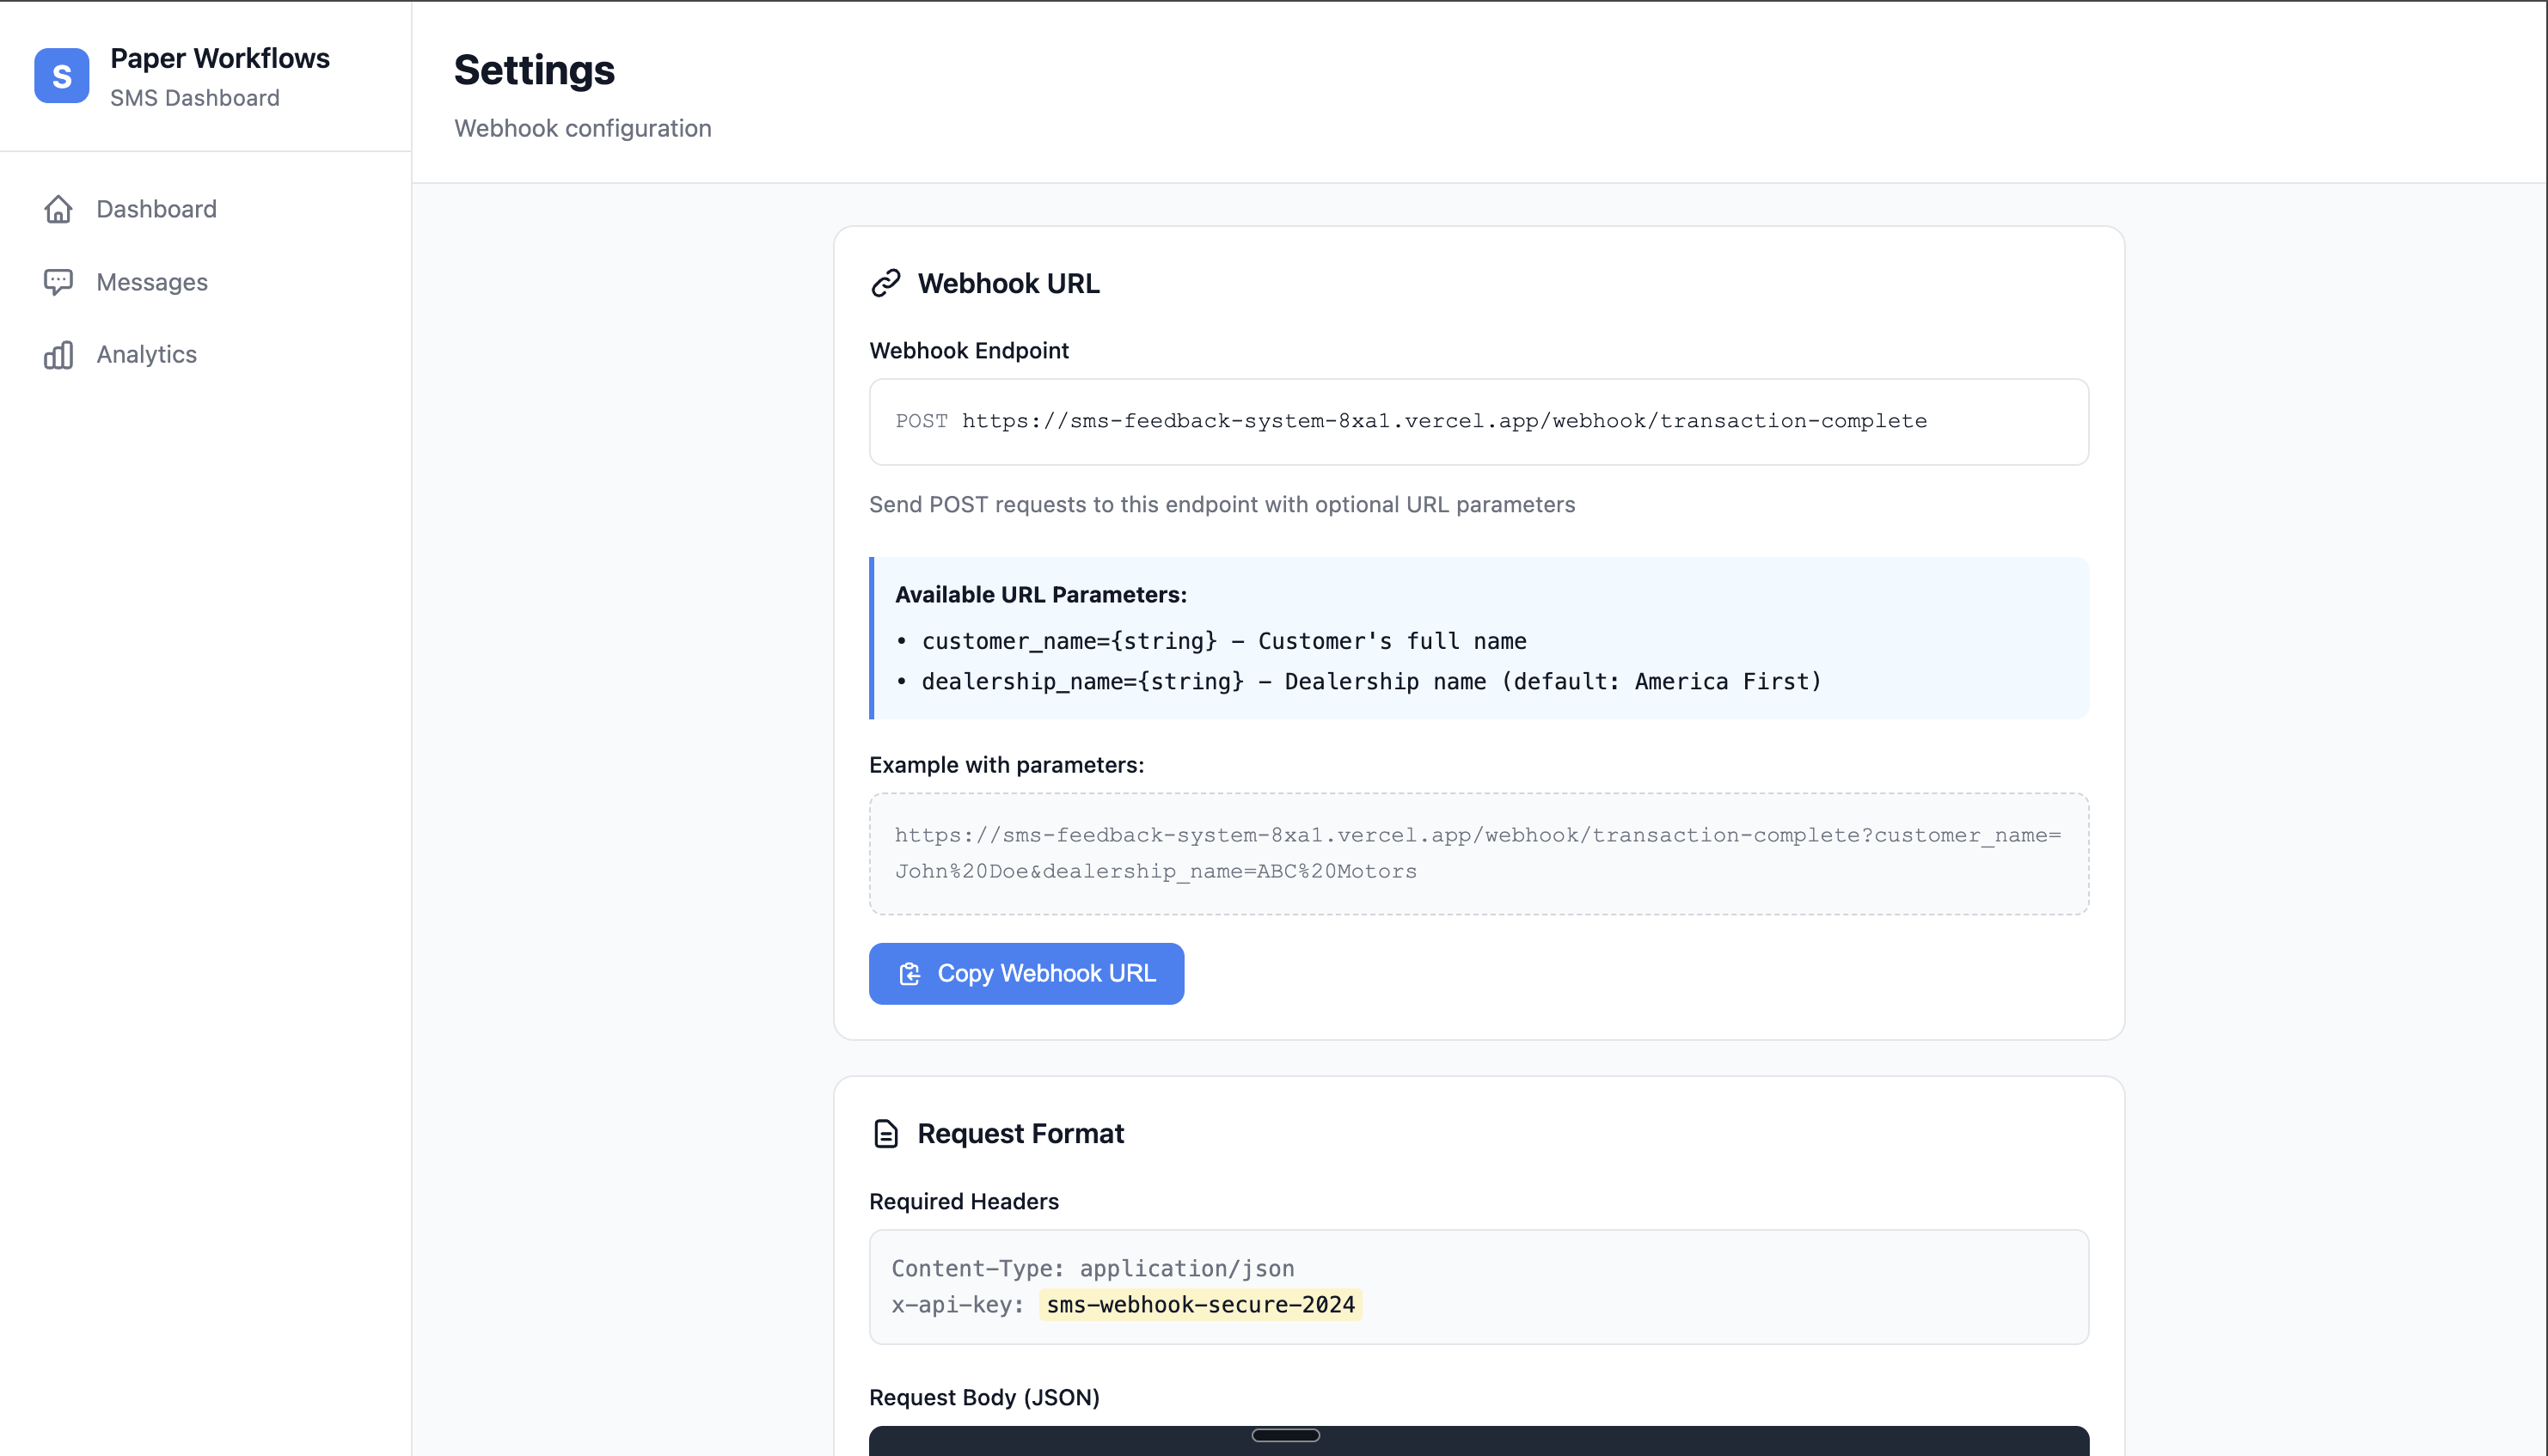 S
Paper Workflows
SMS Dashboard
Dashboard
Messages
Analytics
Settings
Webhook configuration
Webhook URL
Webhook Endpoint
POST https://sms-feedback-system-8xa1.vercel.app/webhook/transaction-complete
Send POST requests to this endpoint with optional URL parameters
Available URL Parameters:
• customer_name={string} – Customer's full name
• dealership_name={string} – Dealership name (default: America First)
Example with parameters:
https://sms-feedback-system-8xa1.vercel.app/webhook/transaction-complete?customer_name=
John%20Doe&dealership_name=ABC%20Motors
Copy Webhook URL
Request Format
Required Headers
Content-Type: application/json
x-api-key: sms-webhook-secure-2024
Request Body (JSON)